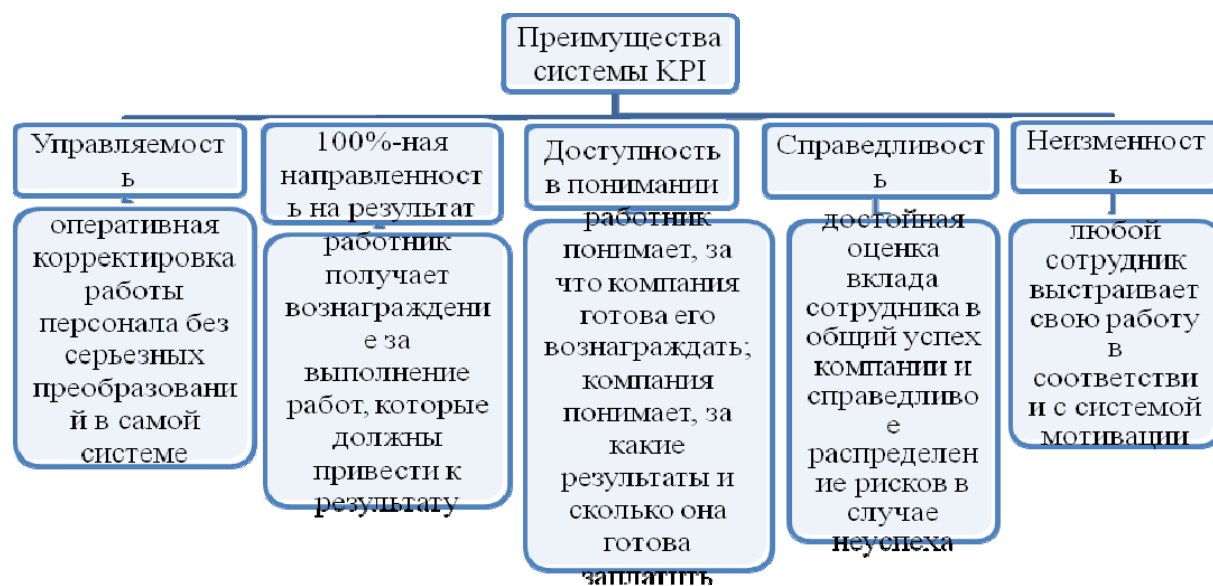 Преимущества
системы KPI
Управляемост
ь
оперативная
корректировка
работы
персонала без
серьезных
преобразовани
й в самой
системе
100%-ная
направленност
ь на результат
работник
получает
вознаграждени
е за
выполнение
работ, которые
должны
привести к
результату
Доступность
в понимании
работник
понимает, за
что компания
готова его
вознаграждать;
компания
понимает, за
какие
результаты и
сколько она
готова
заплатить
Справедливост
ь
достойная
оценка
вклада
сотрудника в
общий успех
компании и
справедливо
е
распределен
ие рисков в
случае
неуспеха
Неизменност
ь
любой
сотрудник
выстраивает
свою работу
в
соответстви
и с системой
мотивации